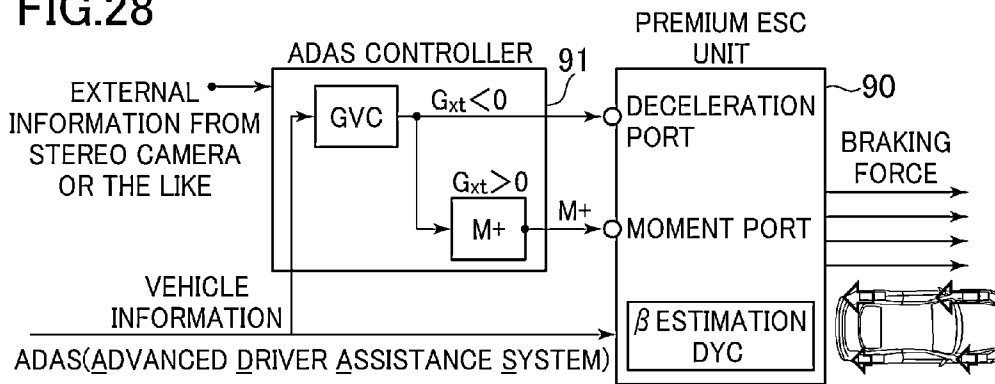 FIG.28
PREMIUM ESC
UNIT
ADAS CONTROLLER
91
90
EXTERNAL
INFORMATION FROM
STEREO CAMERA
OR THE LIKE
GVC
Gxt<0
DECELERATION
PORT
BRAKING
FORCE
Gxt>0
M+
M+
MOMENT PORT
VEHICLE
INFORMATION
β ESTIMATION
DYC
ADAS(ADVANCED DRIVER ASSISTANCE SYSTEM)